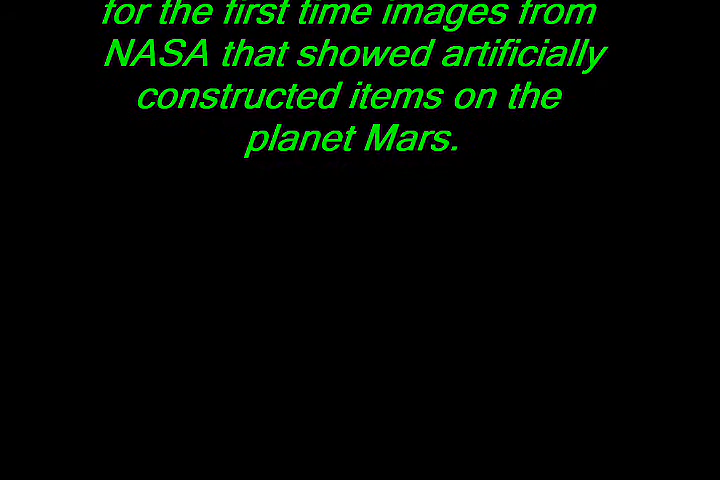 for the first time images from
NASA that showed artificially
constructed items on the
planet Mars.